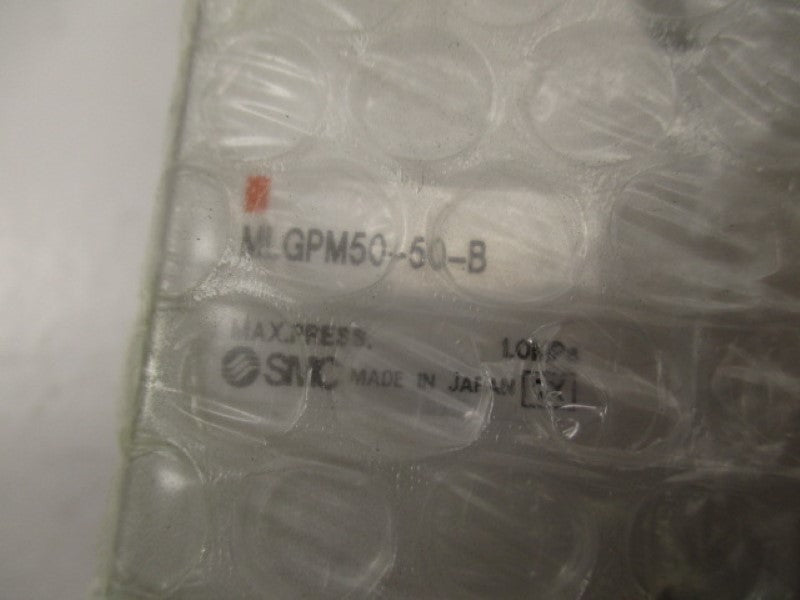 MLGPM50-50-B
MAX.PRESS. 1.0MPa
SMC MADE IN JAPAN